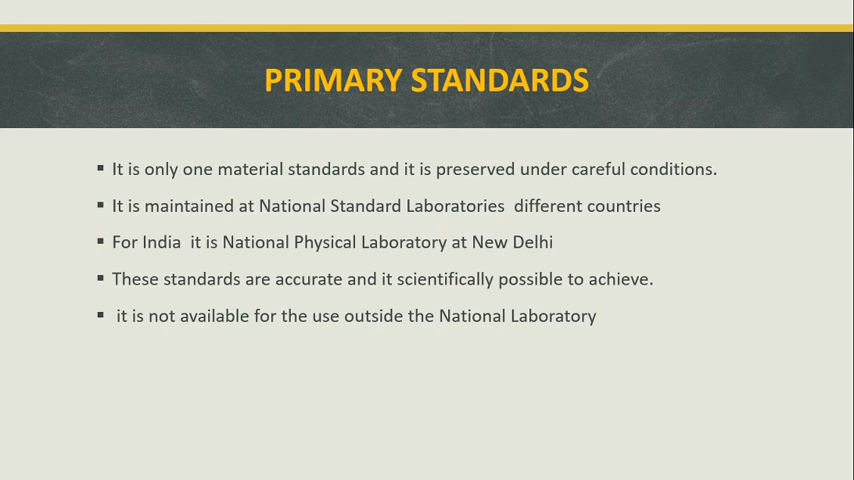 PRIMARY STANDARDS
▪ It is only one material standards and it is preserved under careful conditions.
▪ It is maintained at National Standard Laboratories  different countries
▪ For India  it is National Physical Laboratory at New Delhi
▪ These standards are accurate and it scientifically possible to achieve.
▪ it is not available for the use outside the National Laboratory